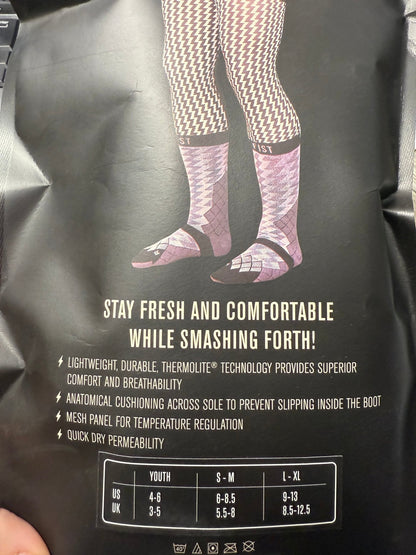 FIST
STAY FRESH AND COMFORTABLE
WHILE SMASHING FORTH!
LIGHTWEIGHT, DURABLE, THERMOLITE® TECHNOLOGY PROVIDES SUPERIOR
COMFORT AND BREATHABILITY
ANATOMICAL CUSHIONING ACROSS SOLE TO PREVENT SLIPPING INSIDE THE BOOT
MESH PANEL FOR TEMPERATURE REGULATION
QUICK DRY PERMEABILITY
YOUTH S - M L - XL
US 4-6 6-8.5 9-13
UK 3-5 5.5-8 8.5-12.5
40°